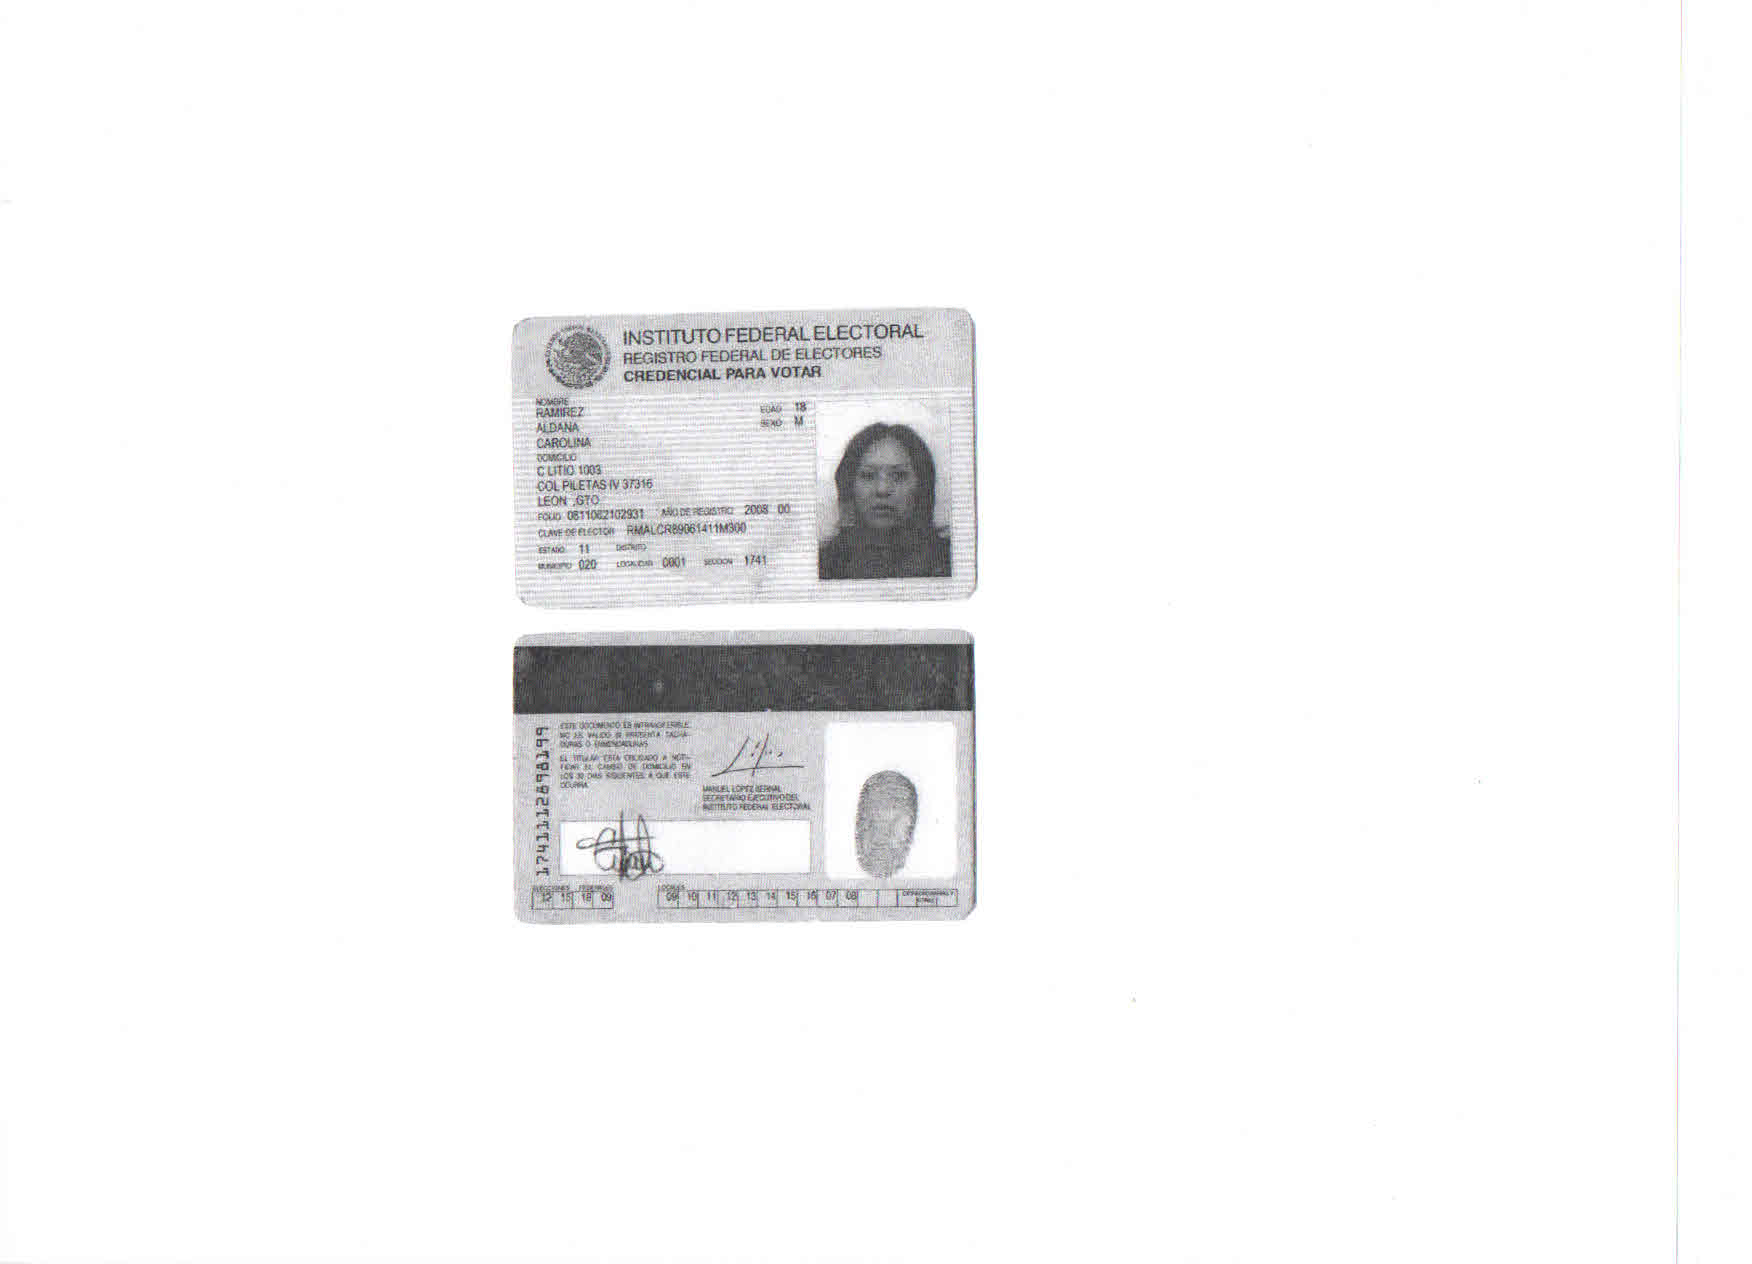 INSTITUTO FEDERAL ELECTORAL
REGISTRO FEDERAL DE ELECTORES
CREDENCIAL PARA VOTAR
NOMBRE
RAMIREZ
ALDANA
CAROLINA
EDAD 18
SEXO M
DOMICILIO
C LITIO 1003
COL PILETAS IV 37316
LEON ,GTO
FOLIO 0811062102931 AÑO DE REGISTRO 2008 00
CLAVE DE ELECTOR RMALCR89061411M300
ESTADO 11 DISTRITO
MUNICIPIO 020 LOCALIDAD 0001 SECCION 1741
1741112898199
ESTE DOCUMENTO ES INTRANSFERIBLE,
NO ES VALIDO SI PRESENTA TACHA-
DURAS O ENMENDADURAS
EL TITULAR ESTA OBLIGADO A NOTI-
FICAR EL CAMBIO DE DOMICILIO EN
LOS 30 DIAS SIGUIENTES A QUE ESTE
OCURRA.
MANUEL LOPEZ BERNAL
SECRETARIO EJECUTIVO DEL
INSTITUTO FEDERAL ELECTORAL
ELECCIONES FEDERALES
12 15 18 09
LOCALES
09 10 11 12 13 14 15 16 07 08